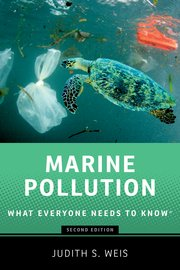 MARINE
POLLUTION
WHAT EVERYONE NEEDS TO KNOW®
SECOND EDITION
JUDITH S. WEIS